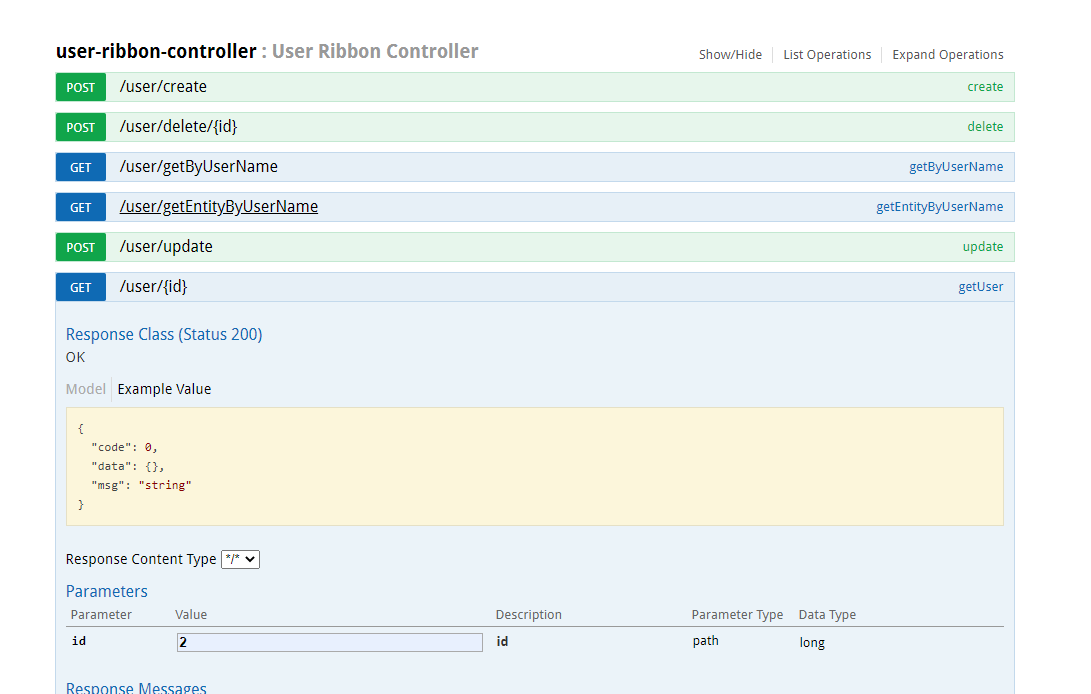 user-ribbon-controller : User Ribbon Controller
Show/Hide List Operations Expand Operations
POST /user/create create
POST /user/delete/{id} delete
GET /user/getByUserName getByUserName
GET /user/getEntityByUserName getEntityByUserName
POST /user/update update
GET /user/{id} getUser
Response Class (Status 200)
OK
Model Example Value
{
"code": 0,
"data": {},
"msg": "string"
}
Response Content Type */*
Parameters
Parameter Value Description Parameter Type Data Type
id 2 id path long
Response Messages